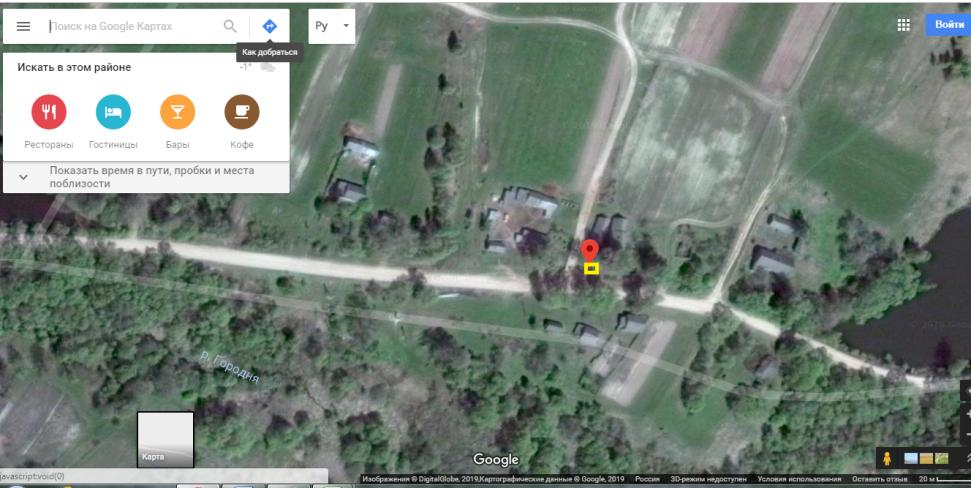 Поиск на Google Картах
Ру
Войти
Как добраться
Искать в этом районе
-1°
Рестораны
Гостиницы
Бары
Кофе
Показать время в пути, пробки и места
поблизости
р. Городня
Карта
Google
javascript:void(0)
Изображения © DigitalGlobe, 2019,Картографические данные © Google, 2019 Россия 3D-режим недоступен Условия использования Оставить отзыв 20 м